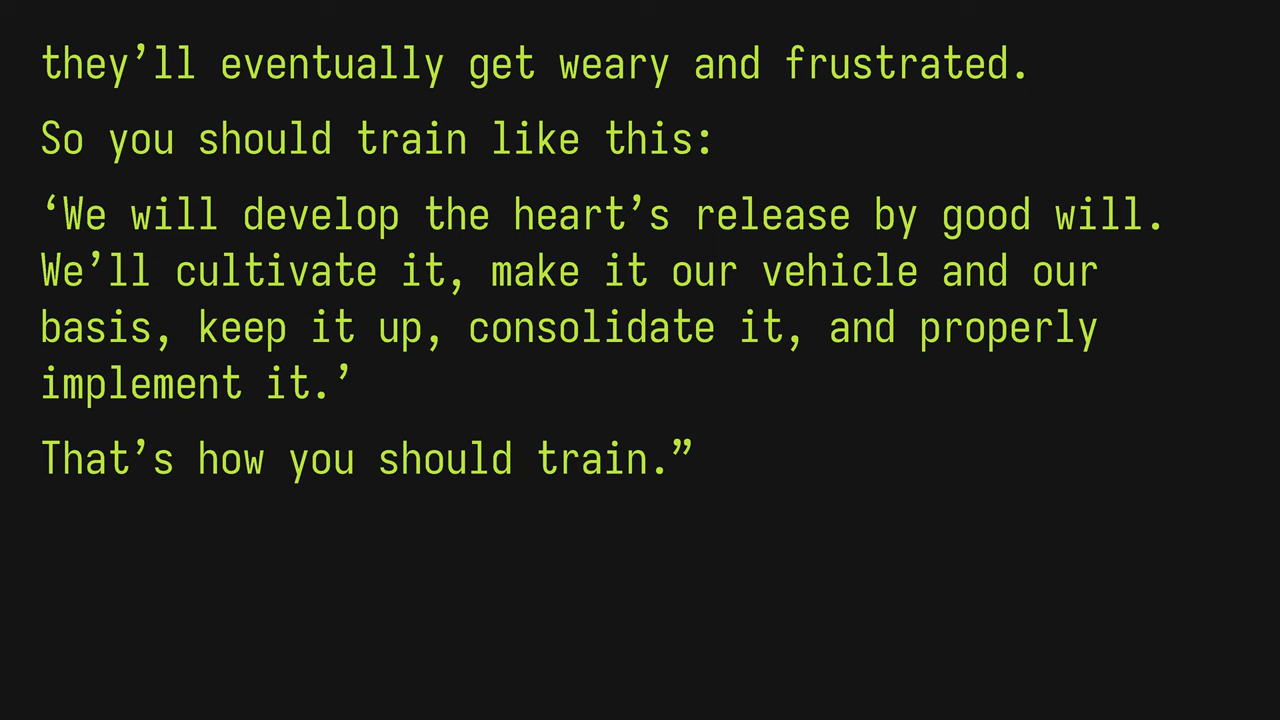 they’ll eventually get weary and frustrated.
So you should train like this:
‘We will develop the heart’s release by good will.
We’ll cultivate it, make it our vehicle and our
basis, keep it up, consolidate it, and properly
implement it.’
That’s how you should train.”